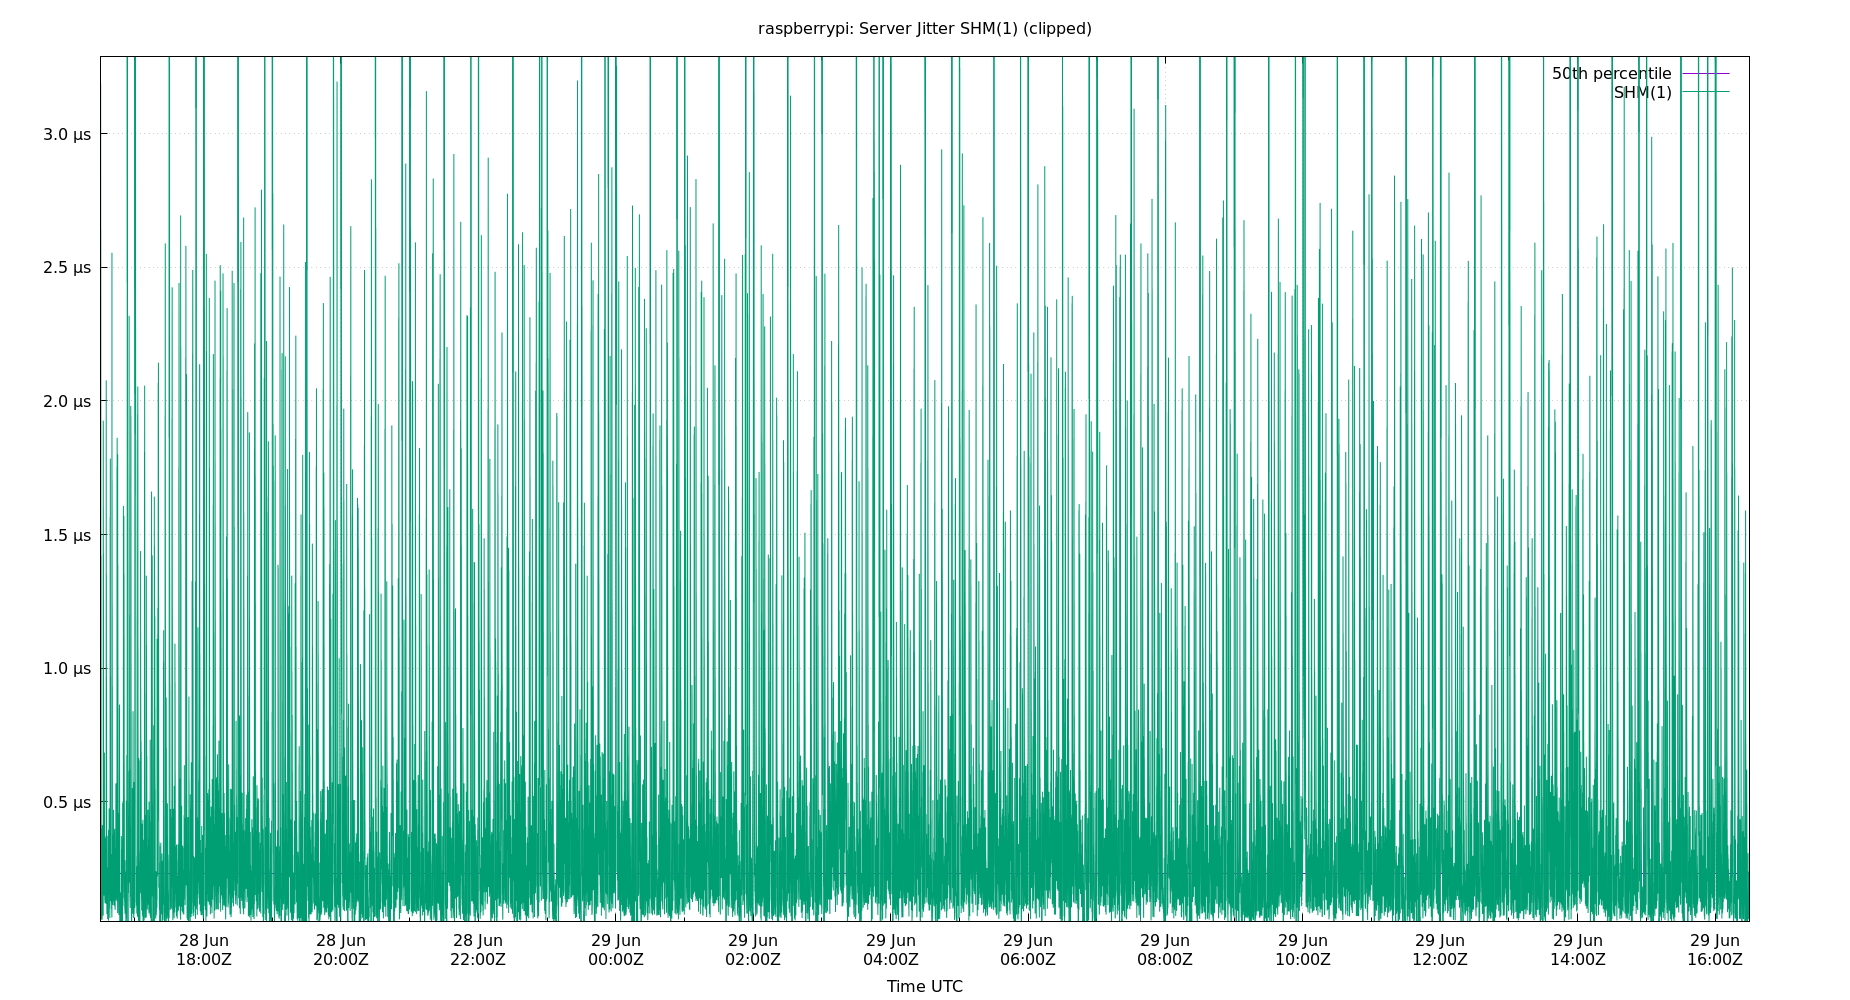 raspberrypi: Server Jitter SHM(1) (clipped)
50th percentile
SHM(1)
3.0 µs
2.5 µs
2.0 µs
1.5 µs
1.0 µs
0.5 µs
28 Jun 28 Jun 28 Jun 29 Jun 29 Jun 29 Jun 29 Jun 29 Jun 29 Jun 29 Jun 29 Jun 29 Jun
18:00Z 20:00Z 22:00Z 00:00Z 02:00Z 04:00Z 06:00Z 08:00Z 10:00Z 12:00Z 14:00Z 16:00Z
Time UTC